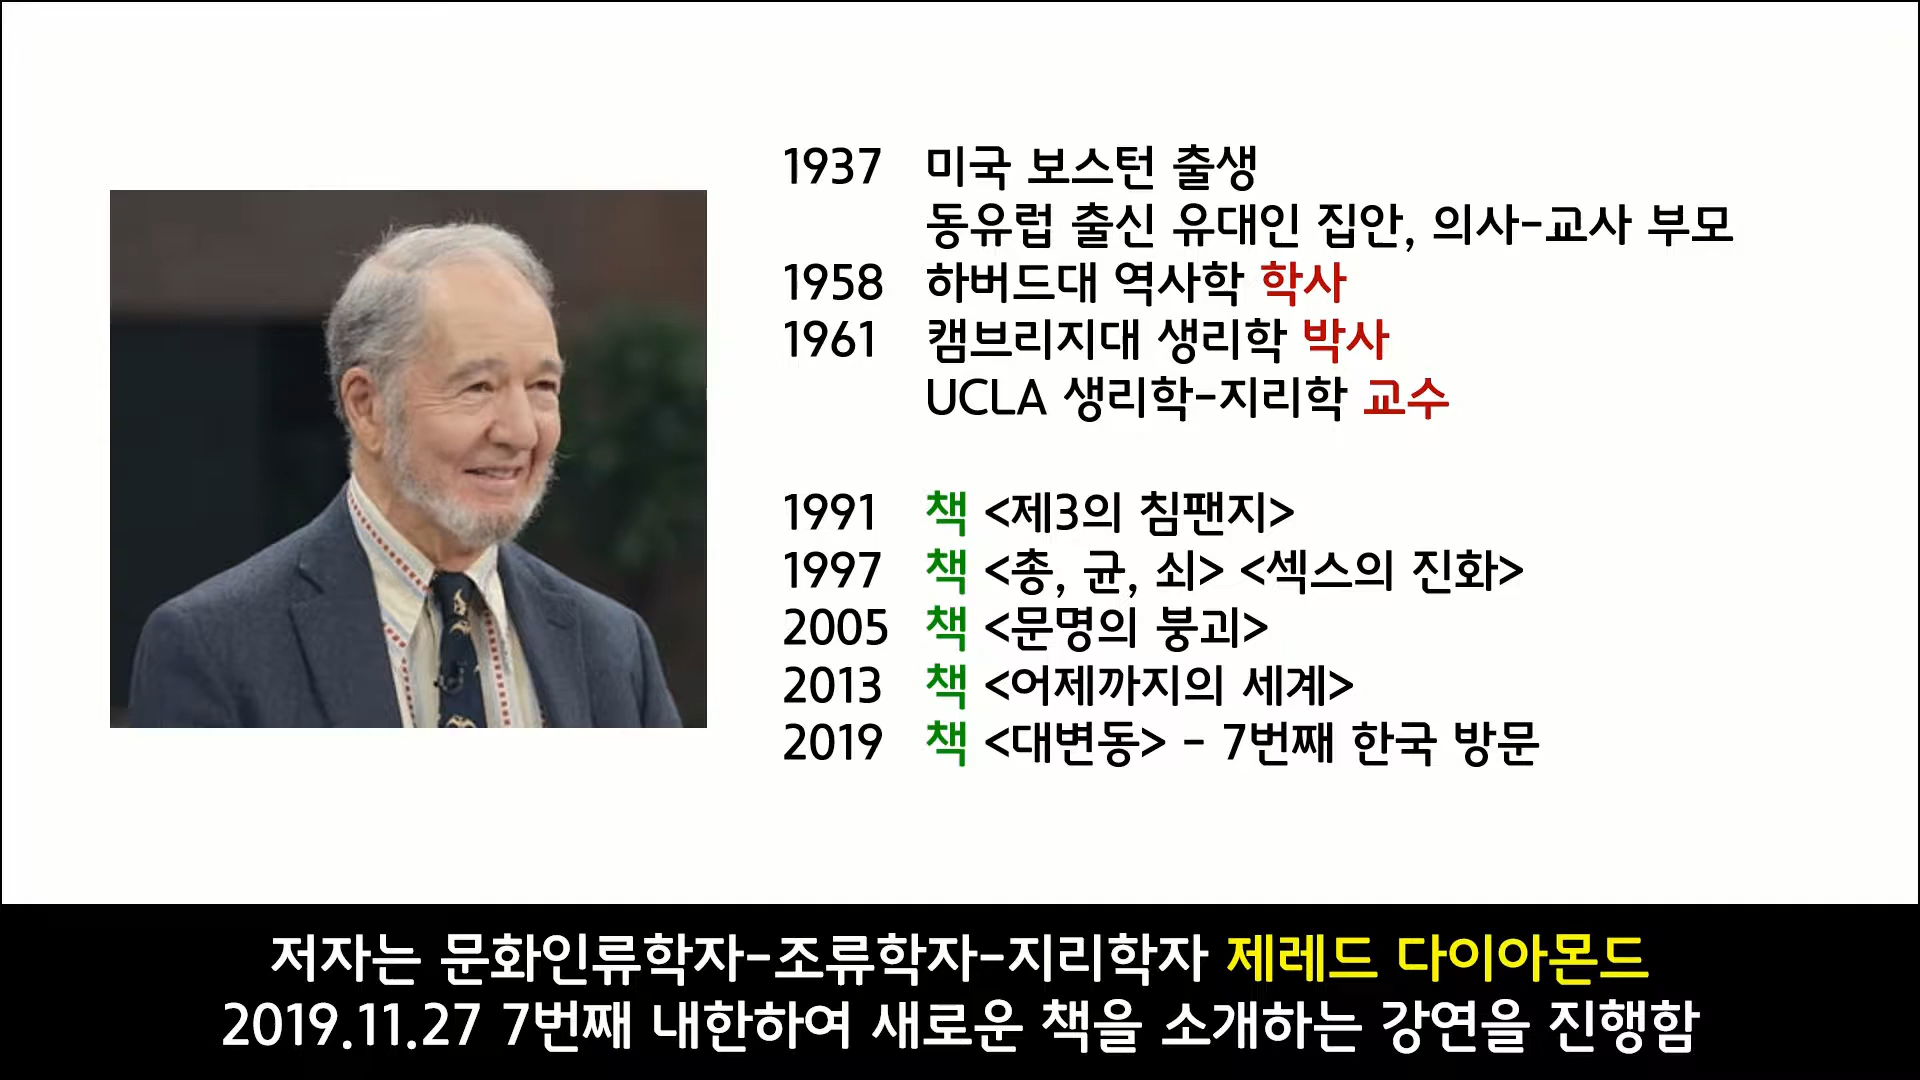 1937 미국 보스턴 출생
동유럽 출신 유대인 집안, 의사-교사 부모
1958 하버드대 역사학 학사
1961 캠브리지대 생리학 박사
UCLA 생리학-지리학 교수
1991 책 <제3의 침팬지>
1997 책 <총, 균, 쇠> <섹스의 진화>
2005 책 <문명의 붕괴>
2013 책 <어제까지의 세계>
2019 책 <대변동> - 7번째 한국 방문
저자는 문화인류학자-조류학자-지리학자 제레드 다이아몬드
2019.11.27 7번째 내한하여 새로운 책을 소개하는 강연을 진행함